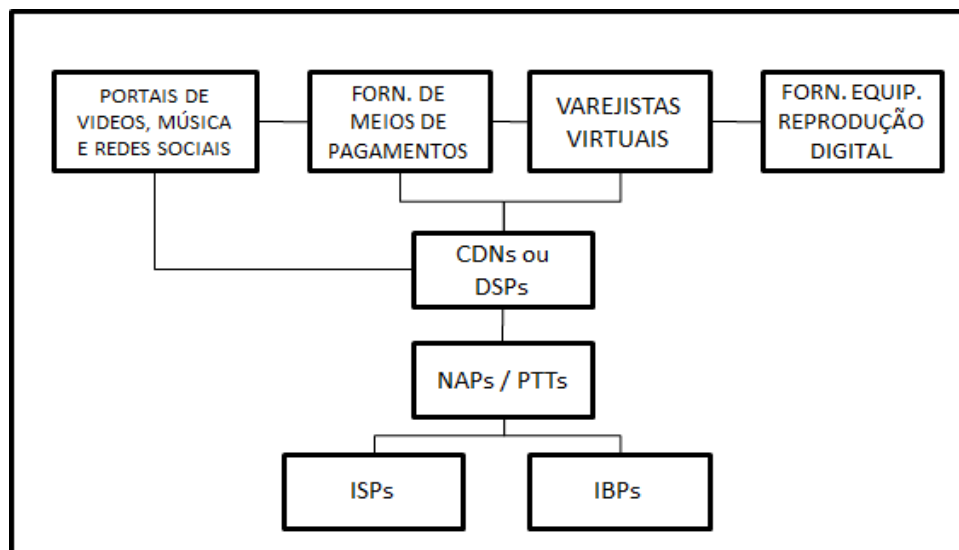 PORTAIS DE
VIDEOS, MÚSICA
E REDES SOCIAIS
FORN. DE
MEIOS DE
PAGAMENTOS
VAREJISTAS
VIRTUAIS
FORN. EQUIP.
REPRODUÇÃO
DIGITAL
CDNs ou
DSPs
NAPs / PTTs
ISPs
IBPs